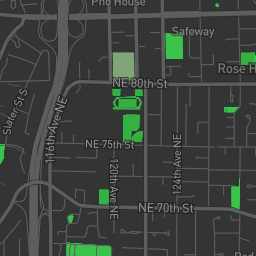 Pho House
Safeway
Rose H
NE 80th St
Slater St S
116th Ave NE
NE 75th St
120th Ave NE
124th Ave NE
NE 70th St